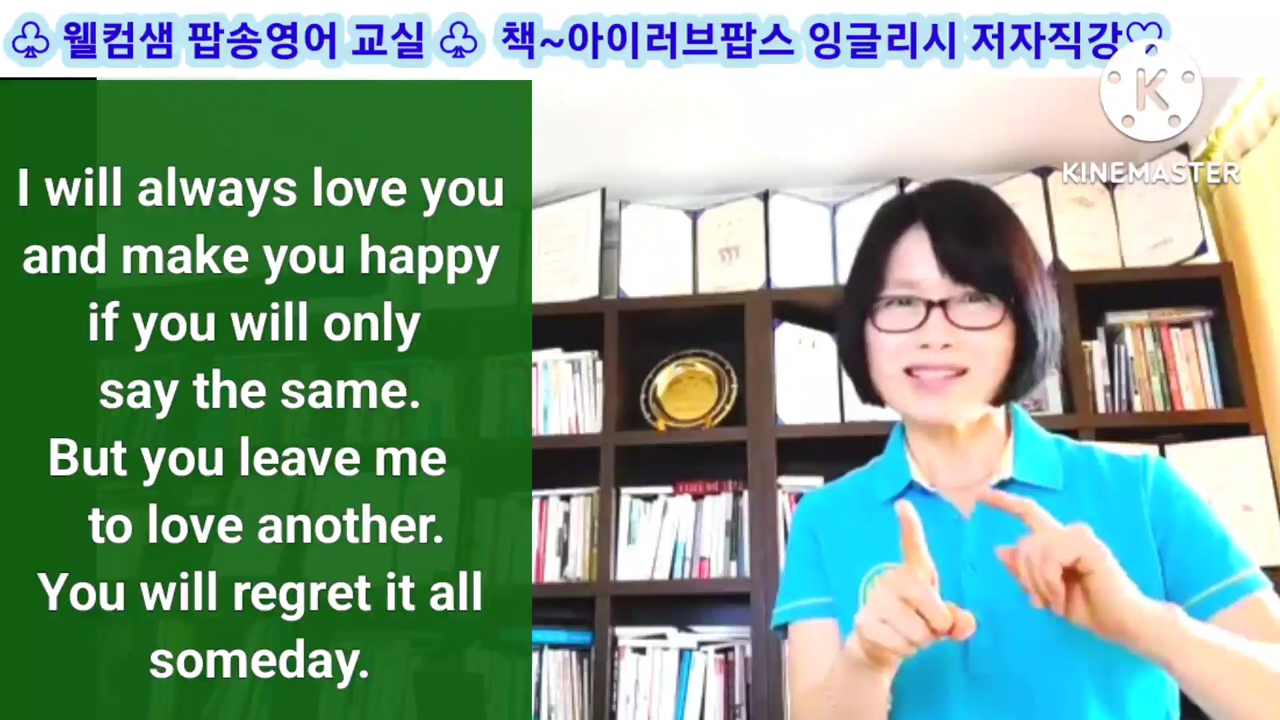 ♧ 웰컴샘 팝송영어 교실 ♧ 책~아이러브팝스 잉글리시 저자직강♡
K
KINEMASTER
I will always love you
and make you happy
if you will only
say the same.
But you leave me
to love another.
You will regret it all
someday.